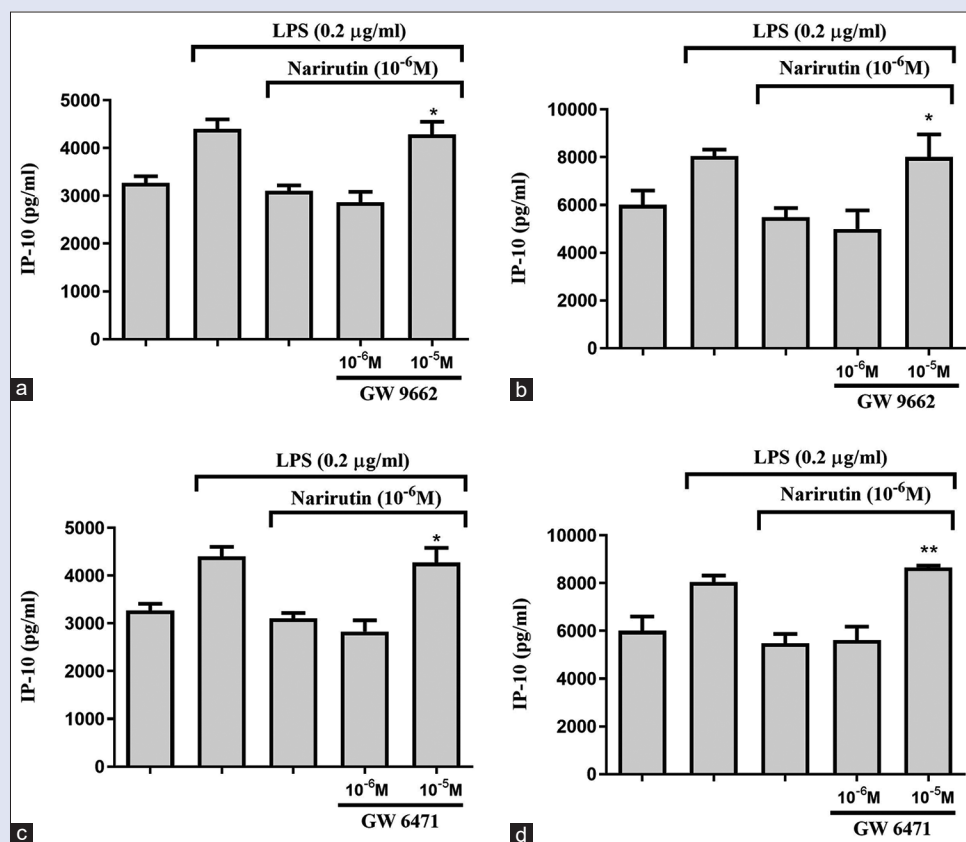 LPS (0.2 μg/ml)
Narirutin (10⁻⁶M)
*
IP-10 (pg/ml)
5000
4000
3000
2000
1000
0
10⁻⁶M 10⁻⁵M
GW 9662
a
LPS (0.2 μg/ml)
Narirutin (10⁻⁶M)
*
IP-10 (pg/ml)
10000
8000
6000
4000
2000
0
10⁻⁶M 10⁻⁵M
GW 9662
b
LPS (0.2 μg/ml)
Narirutin (10⁻⁶M)
*
IP-10 (pg/ml)
5000
4000
3000
2000
1000
0
10⁻⁶M 10⁻⁵M
GW 6471
c
LPS (0.2 μg/ml)
Narirutin (10⁻⁶M)
**
IP-10 (pg/ml)
10000
8000
6000
4000
2000
0
10⁻⁶M 10⁻⁵M
GW 6471
d